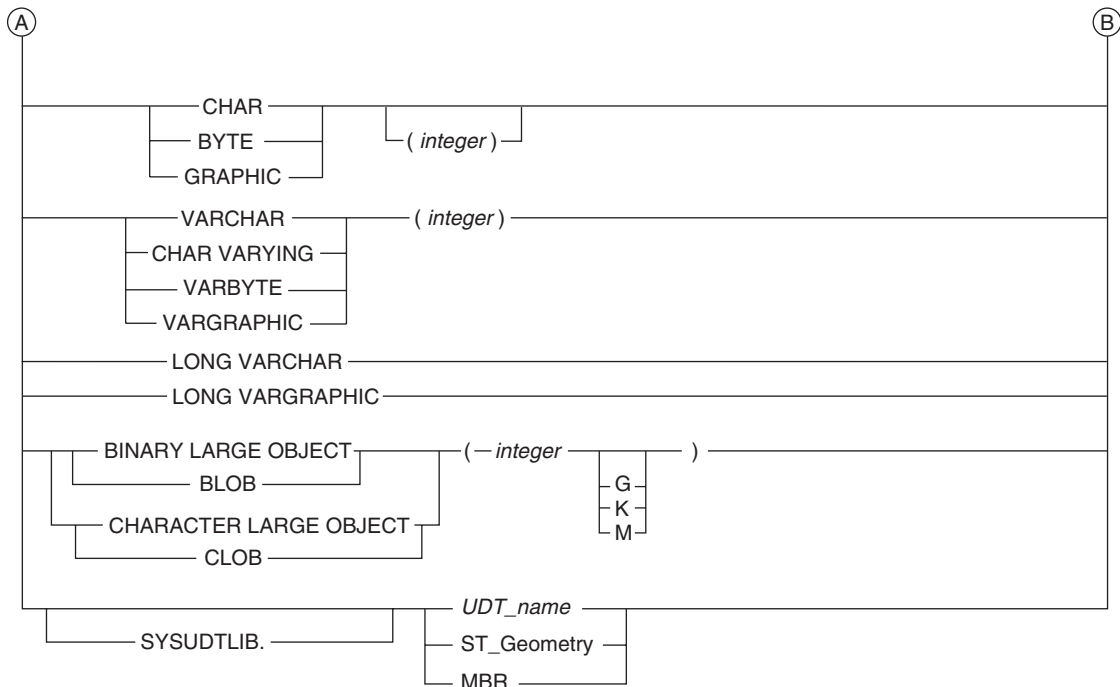 A B
CHAR
BYTE ( integer )
GRAPHIC
VARCHAR ( integer )
CHAR VARYING
VARBYTE
VARGRAPHIC
LONG VARCHAR
LONG VARGRAPHIC
BINARY LARGE OBJECT ( integer )
BLOB G
K
CHARACTER LARGE OBJECT M
CLOB
UDT_name
SYSUDTLIB. ST_Geometry
MBR